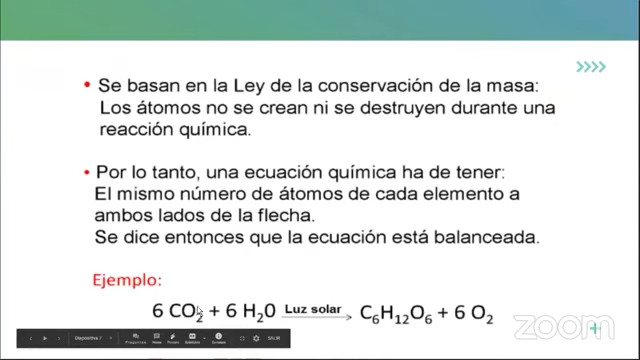 Se basan en la Ley de la conservación de la masa:
Los átomos no se crean ni se destruyen durante una
reacción química.
Por lo tanto, una ecuación química ha de tener:
El mismo número de átomos de cada elemento a
ambos lados de la flecha.
Se dice entonces que la ecuación está balanceada.
Ejemplo:
6 CO₂ + 6 H₂0 Luz solar C₆H₁₂O₆ + 6 O₂
zoom
Diapositiva 7